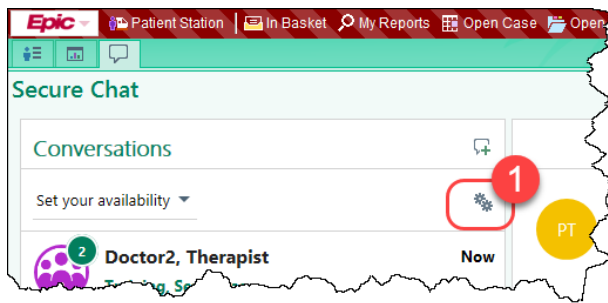 Epic Patient Station In Basket My Reports Open Case Open
Secure Chat
Conversations
1
Set your availability
PT
2 Doctor2, Therapist Now